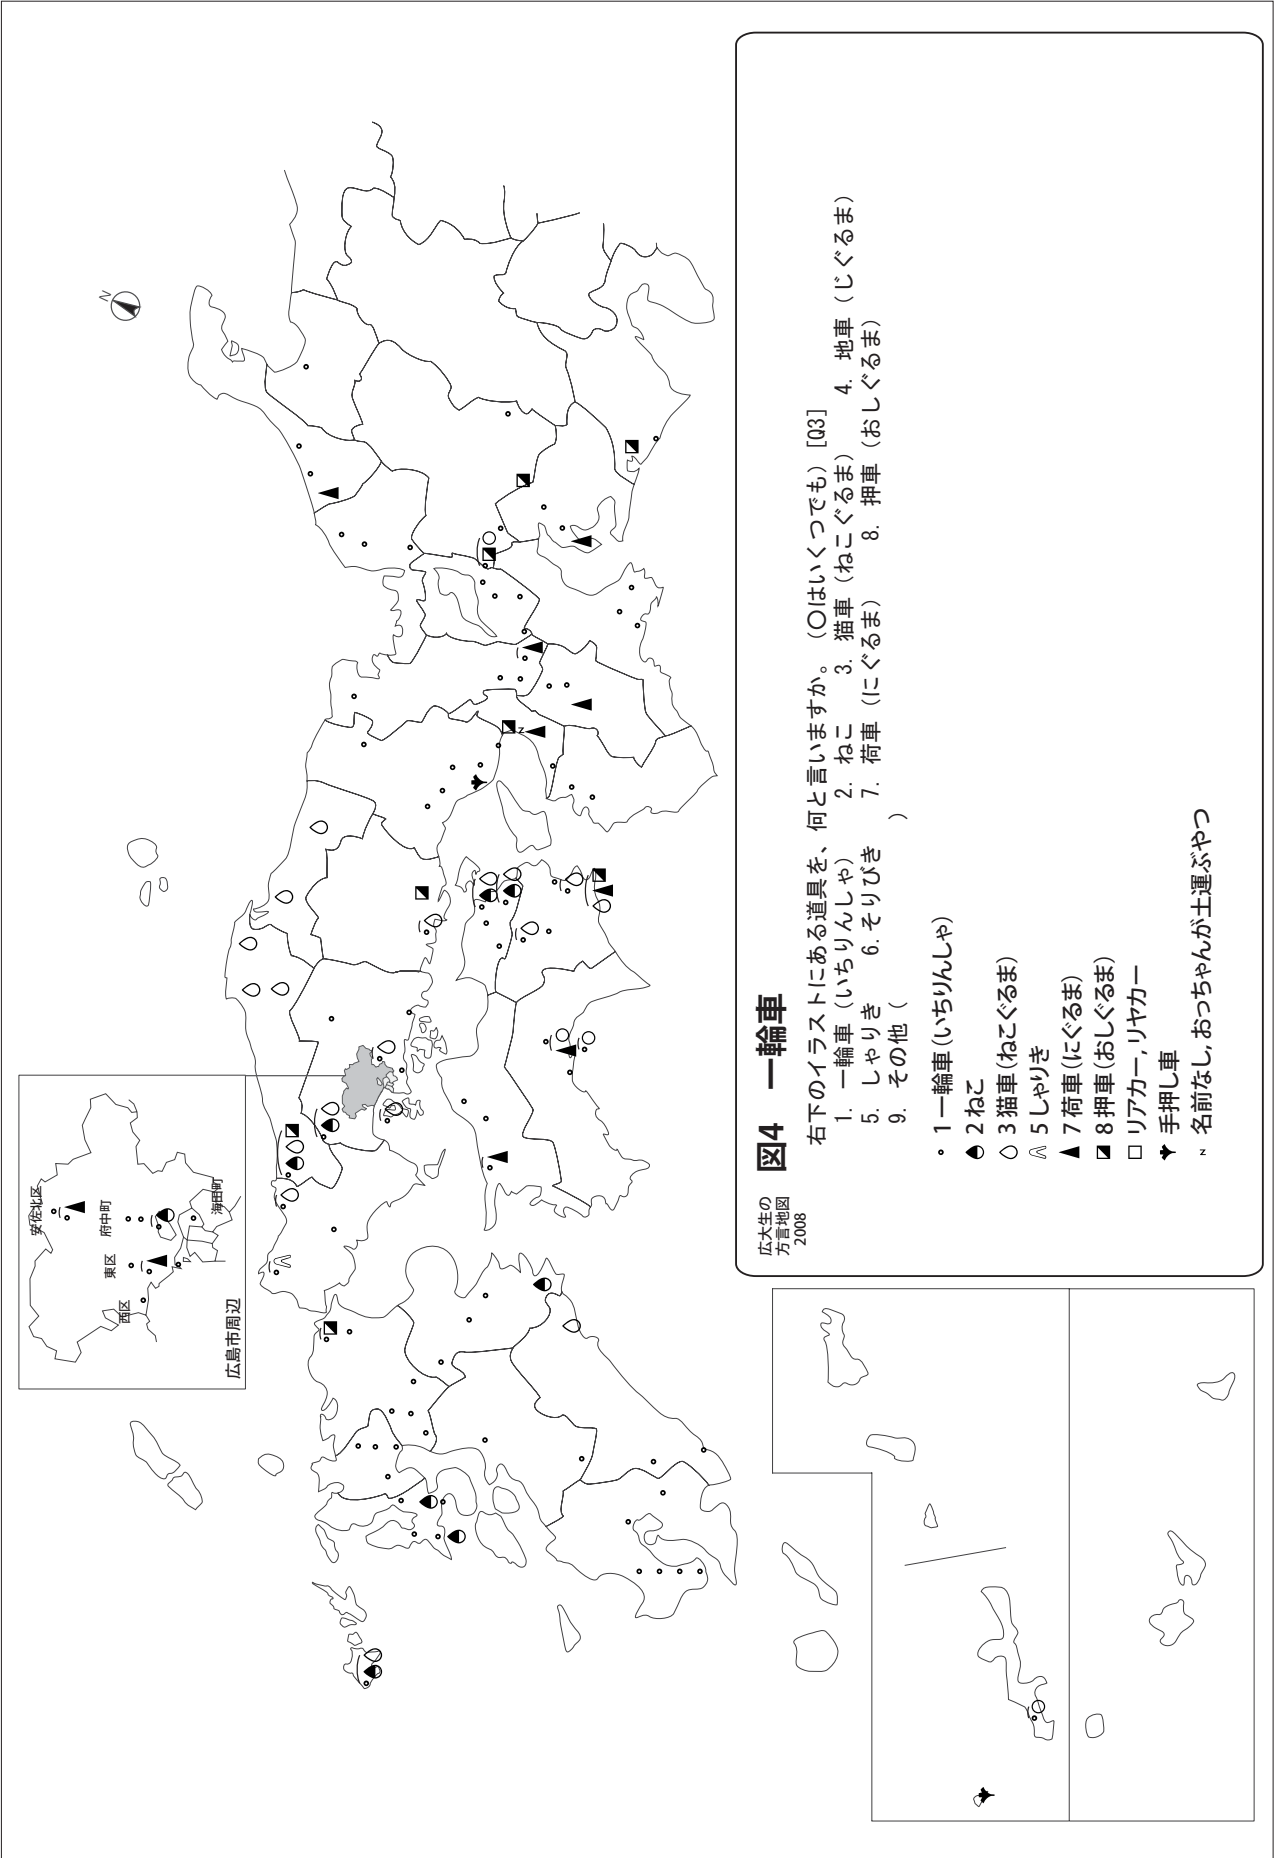 広大生の
方言地図
2008
図4 一輪車
右下のイラストにある道具を、何と言いますか。（〇はいくつでも）[Q3]
1. 一輪車（いちりんしゃ） 2. ねこ 3. 猫車（ねこぐるま） 4. 地車（じぐるま）
5. しゃりき 6. そりびき 7. 荷車（にぐるま） 8. 押車（おしぐるま）
9. その他（ ）
1 一輪車（いちりんしゃ）
2 ねこ
3 猫車（ねこぐるま）
5 しゃりき
7 荷車（にぐるま）
8 押車（おしぐるま）
リアカー, リヤカー
手押し車
N 名前なし, おっちゃんが土運ぶやつ
広島市周辺
西区
東区
府中町
安佐北区
海田町
N
N